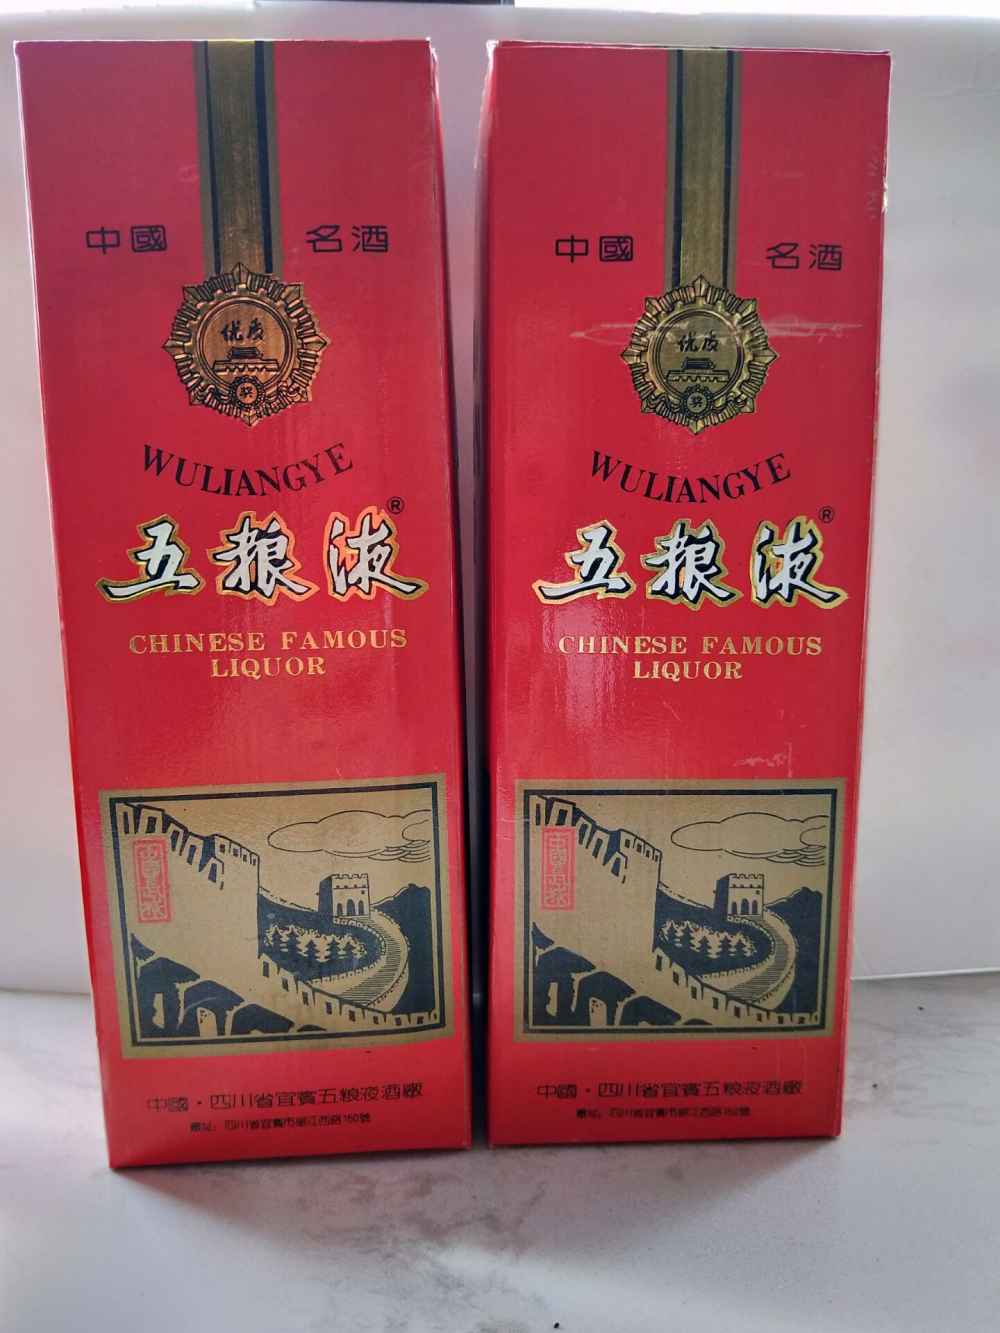 中國 名酒
优质
奖
WULIANGYE
五粮液®
CHINESE FAMOUS
LIQUOR
中國·四川省宜賓五粮液酒廠
中國 名酒
优质
奖
WULIANGYE
五粮液®
CHINESE FAMOUS
LIQUOR
中國·四川省宜賓五粮液酒廠